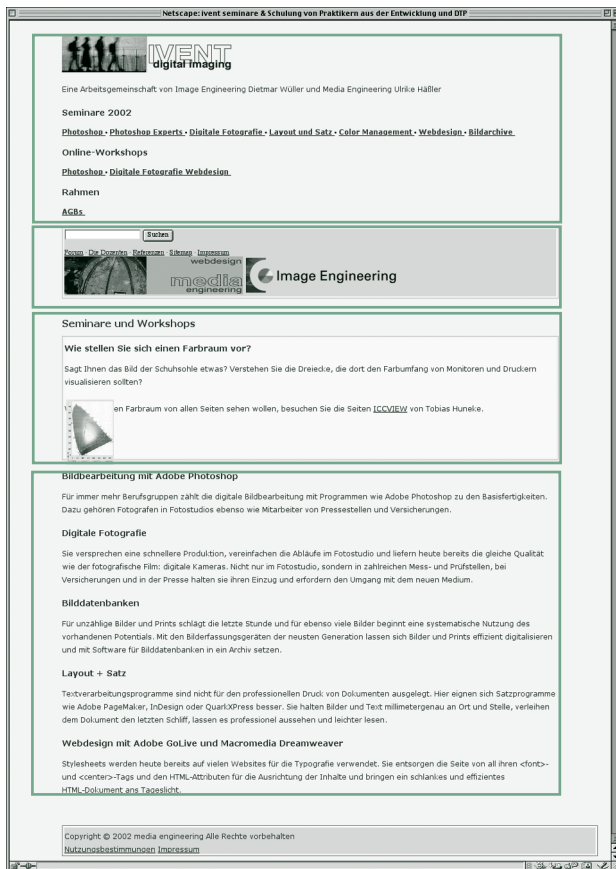 Netscape: ivent seminare & Schulung von Praktikern aus der Entwicklung und DTP
IVENT
digital imaging
Eine Arbeitsgemeinschaft von Image Engineering Dietmar Wüller und Media Engineering Ulrike Häßler
Seminare 2002
Photoshop • Photoshop Experts • Digitale Fotografie • Layout und Satz • Color Management • Webdesign • Bildarchive
Online-Workshops
Photoshop • Digitale Fotografie Webdesign
Rahmen
AGBs
Suchen
Forum · Die Dozenten · Referenzen · Sitemap · Impressum
webdesign
media
engineering
Image Engineering
Seminare und Workshops
Wie stellen Sie sich einen Farbraum vor?
Sagt Ihnen das Bild der Schuhsohle etwas? Verstehen Sie die Dreiecke, die dort den Farbumfang von Monitoren und Druckern
visualisieren sollten?
en Farbraum von allen Seiten sehen wollen, besuchen Sie die Seiten ICCVIEW von Tobias Huneke.
Bildbearbeitung mit Adobe Photoshop
Für immer mehr Berufsgruppen zählt die digitale Bildbearbeitung mit Programmen wie Adobe Photoshop zu den Basisfertigkeiten.
Dazu gehören Fotografen in Fotostudios ebenso wie Mitarbeiter von Pressestellen und Versicherungen.
Digitale Fotografie
Sie versprechen eine schnellere Produktion, vereinfachen die Abläufe im Fotostudio und liefern heute bereits die gleiche Qualität
wie der fotografische Film: digitale Kameras. Nicht nur im Fotostudio, sondern in zahlreichen Mess- und Prüfstellen, bei
Versicherungen und in der Presse halten sie ihren Einzug und erfordern den Umgang mit dem neuen Medium.
Bilddatenbanken
Für unzählige Bilder und Prints schlägt die letzte Stunde und für ebenso viele Bilder beginnt eine systematische Nutzung des
vorhandenen Potentials. Mit den Bilderfassungsgeräten der neusten Generation lassen sich Bilder und Prints effizient digitalisieren
und mit Software für Bilddatenbanken in ein Archiv setzen.
Layout + Satz
Textverarbeitungsprogramme sind nicht für den professionellen Druck von Dokumenten ausgelegt. Hier eignen sich Satzprogramme
wie Adobe PageMaker, InDesign oder QuarkXPress besser. Sie halten Bilder und Text millimetergenau an Ort und Stelle, verleihen
dem Dokument den letzten Schliff, lassen es professionel aussehen und leichter lesen.
Webdesign mit Adobe GoLive und Macromedia Dreamweaver
Stylesheets werden heute bereits auf vielen Websites für die Typografie verwendet. Sie entsorgen die Seite von all ihren <font>-
und <center>-Tags und den HTML-Attributen für die Ausrichtung der Inhalte und bringen ein schlankes und effizientes
HTML-Dokument ans Tageslicht.
Copyright © 2002 media engineering Alle Rechte vorbehalten
Nutzungsbestimmungen Impressum